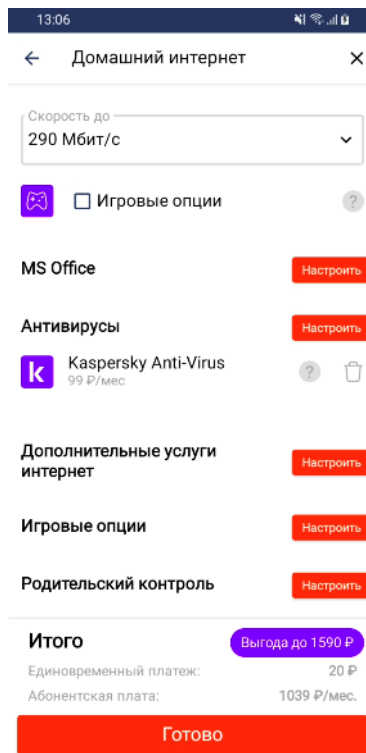 13:06
Домашний интернет
Скорость до
290 Мбит/с
Игровые опции
?
MS Office
Настроить
Антивирусы
Настроить
k
Kaspersky Anti-Virus
99 ₽/мес
?
Дополнительные услуги
интернет
Настроить
Игровые опции
Настроить
Родительский контроль
Настроить
Итого
Выгода до 1590 ₽
Единовременный платеж:
20 ₽
Абонентская плата:
1039 ₽/мес.
Готово